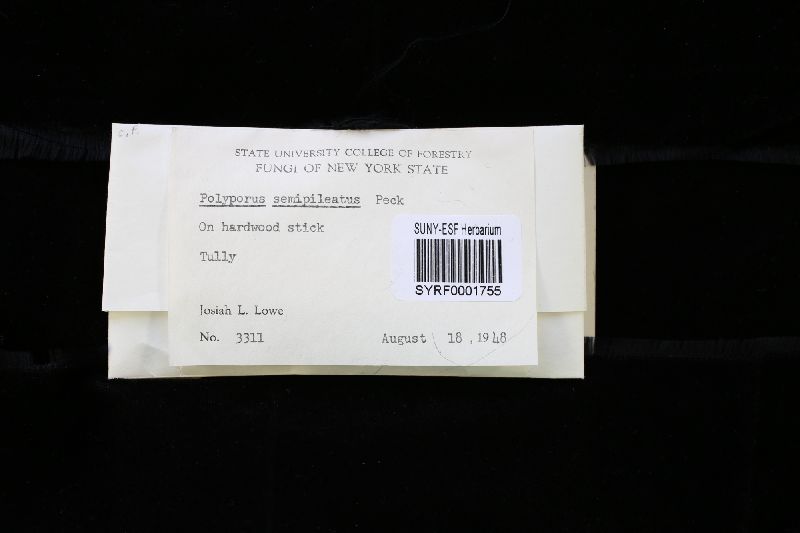 c.f.
STATE UNIVERSITY COLLEGE OF FORESTRY
FUNGI OF NEW YORK STATE
Polyporus semipileatus Peck
On hardwood stick
Tully
SUNY-ESF Herbarium
SYRF0001755
Josiah L. Lowe
No. 3311 August 18, 1948